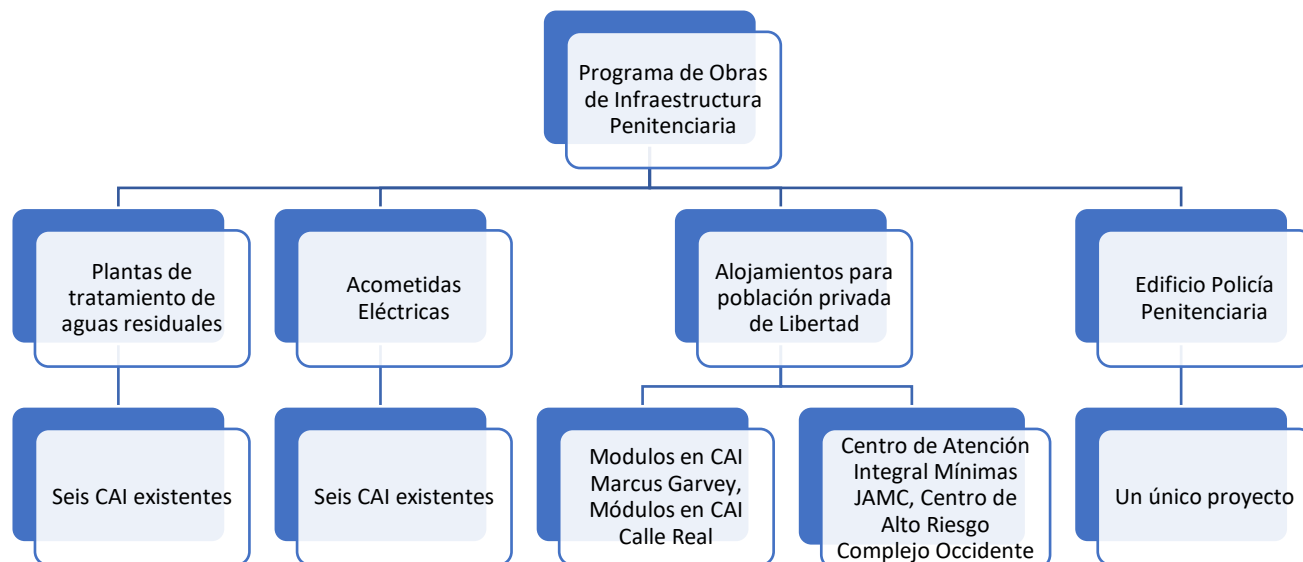 Programa de Obras
de Infraestructura
Penitenciaria
Plantas de
tratamiento de
aguas residuales
Acometidas
Eléctricas
Alojamientos para
población privada
de Libertad
Edificio Policía
Penitenciaria
Seis CAI existentes
Seis CAI existentes
Modulos en CAI
Marcus Garvey,
Módulos en CAI
Calle Real
Centro de Atención
Integral Mínimas
JAMC, Centro de
Alto Riesgo
Complejo Occidente
Un único proyecto